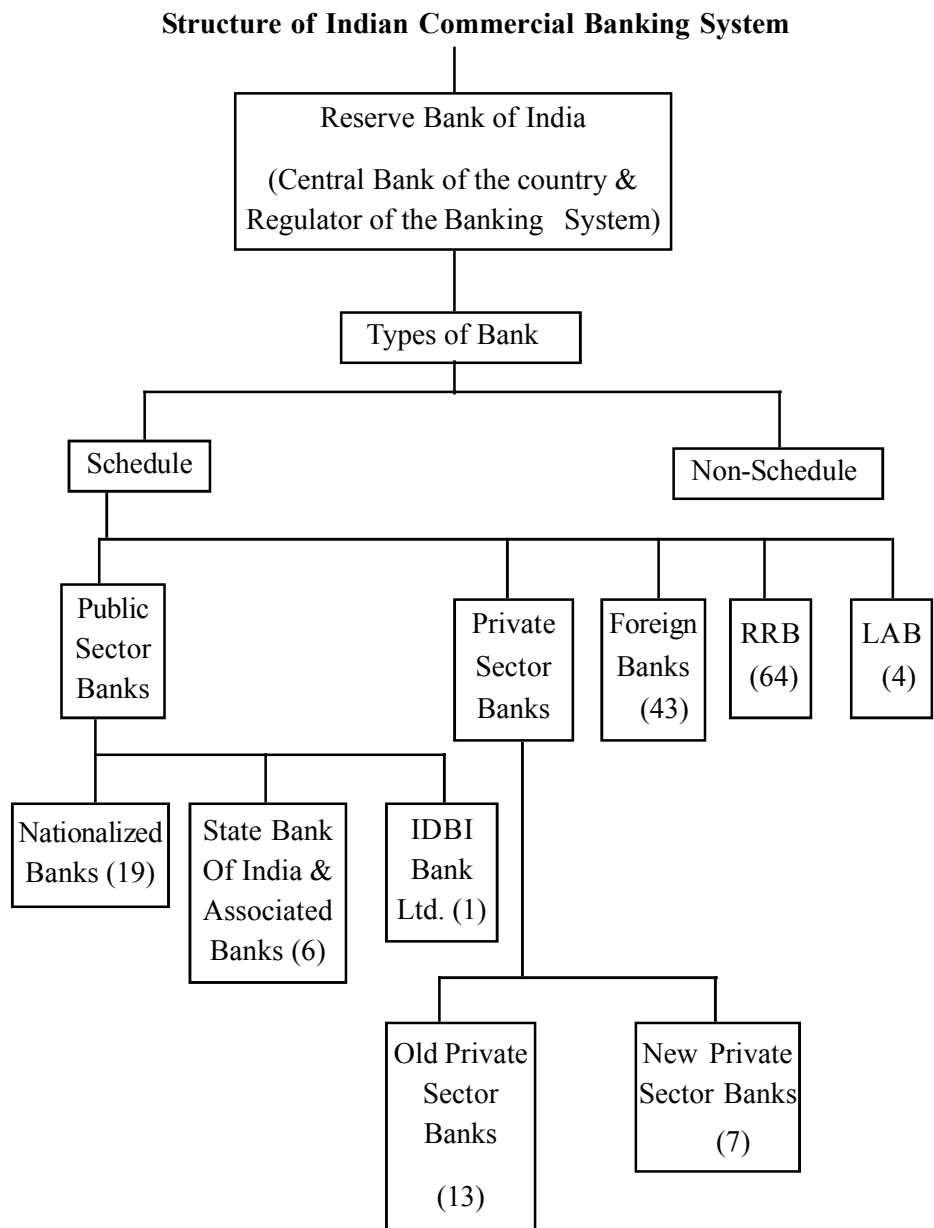 Structure of Indian Commercial Banking System
Reserve Bank of India
(Central Bank of the country &
Regulator of the Banking System)
Types of Bank
Schedule
Non-Schedule
Public
Sector
Banks
Private
Sector
Banks
Foreign
Banks
(43)
RRB
(64)
LAB
(4)
Nationalized
Banks (19)
State Bank
Of India &
Associated
Banks (6)
IDBI
Bank
Ltd. (1)
Old Private
Sector
Banks
(13)
New Private
Sector Banks
(7)